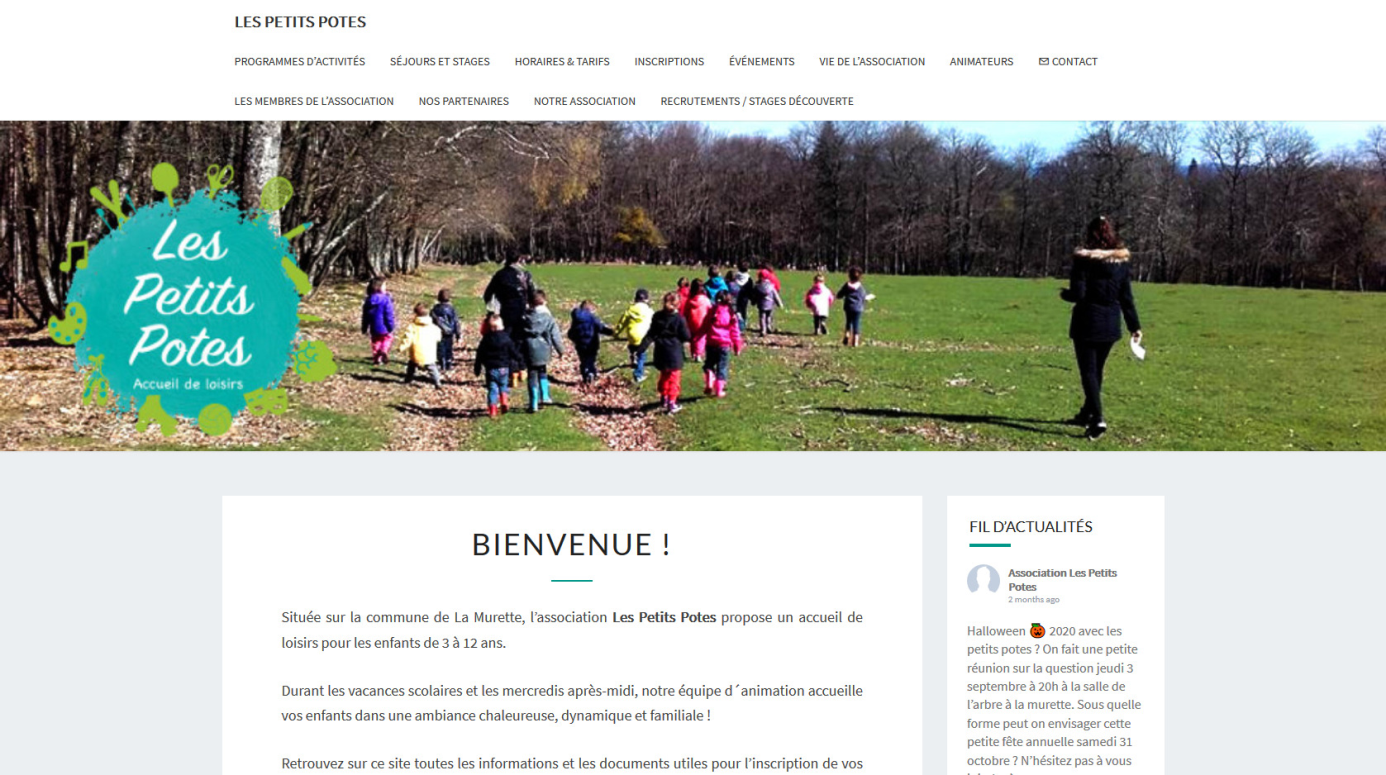 LES PETITS POTES
PROGRAMMES D'ACTIVITÉS SÉJOURS ET STAGES HORAIRES & TARIFS INSCRIPTIONS ÉVÉNEMENTS VIE DE L'ASSOCIATION ANIMATEURS CONTACT
LES MEMBRES DE L'ASSOCIATION NOS PARTENAIRES NOTRE ASSOCIATION RECRUTEMENTS / STAGES DÉCOUVERTE
Les
Petits
Potes
Accueil de loisirs
BIENVENUE !
Située sur la commune de La Murette, l'association Les Petits Potes propose un accueil de
loisirs pour les enfants de 3 à 12 ans.
Durant les vacances scolaires et les mercredis après-midi, notre équipe d´animation accueille
vos enfants dans une ambiance chaleureuse, dynamique et familiale !
Retrouvez sur ce site toutes les informations et les documents utiles pour l'inscription de vos
FIL D'ACTUALITÉS
Association Les Petits
Potes
2 months ago
Halloween 🎃 2020 avec les
petits potes ? On fait une petite
réunion sur la question jeudi 3
septembre à 20h à la salle de
l'arbre à la murette. Sous quelle
forme peut on envisager cette
petite fête annuelle samedi 31
octobre ? N'hésitez pas à vous